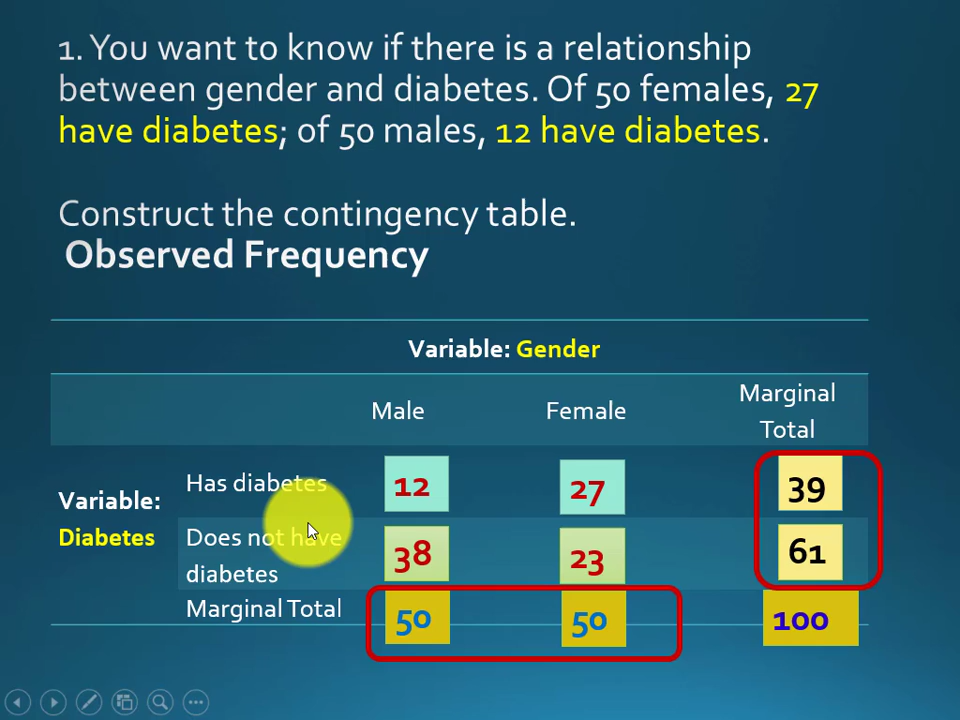 1. You want to know if there is a relationship
between gender and diabetes. Of 50 females, 27
have diabetes; of 50 males, 12 have diabetes.
Construct the contingency table.
Observed Frequency
Variable: Gender
Male Female Marginal Total
Variable: Diabetes
Has diabetes 12 27 39
Does not have diabetes 38 23 61
Marginal Total 50 50 100